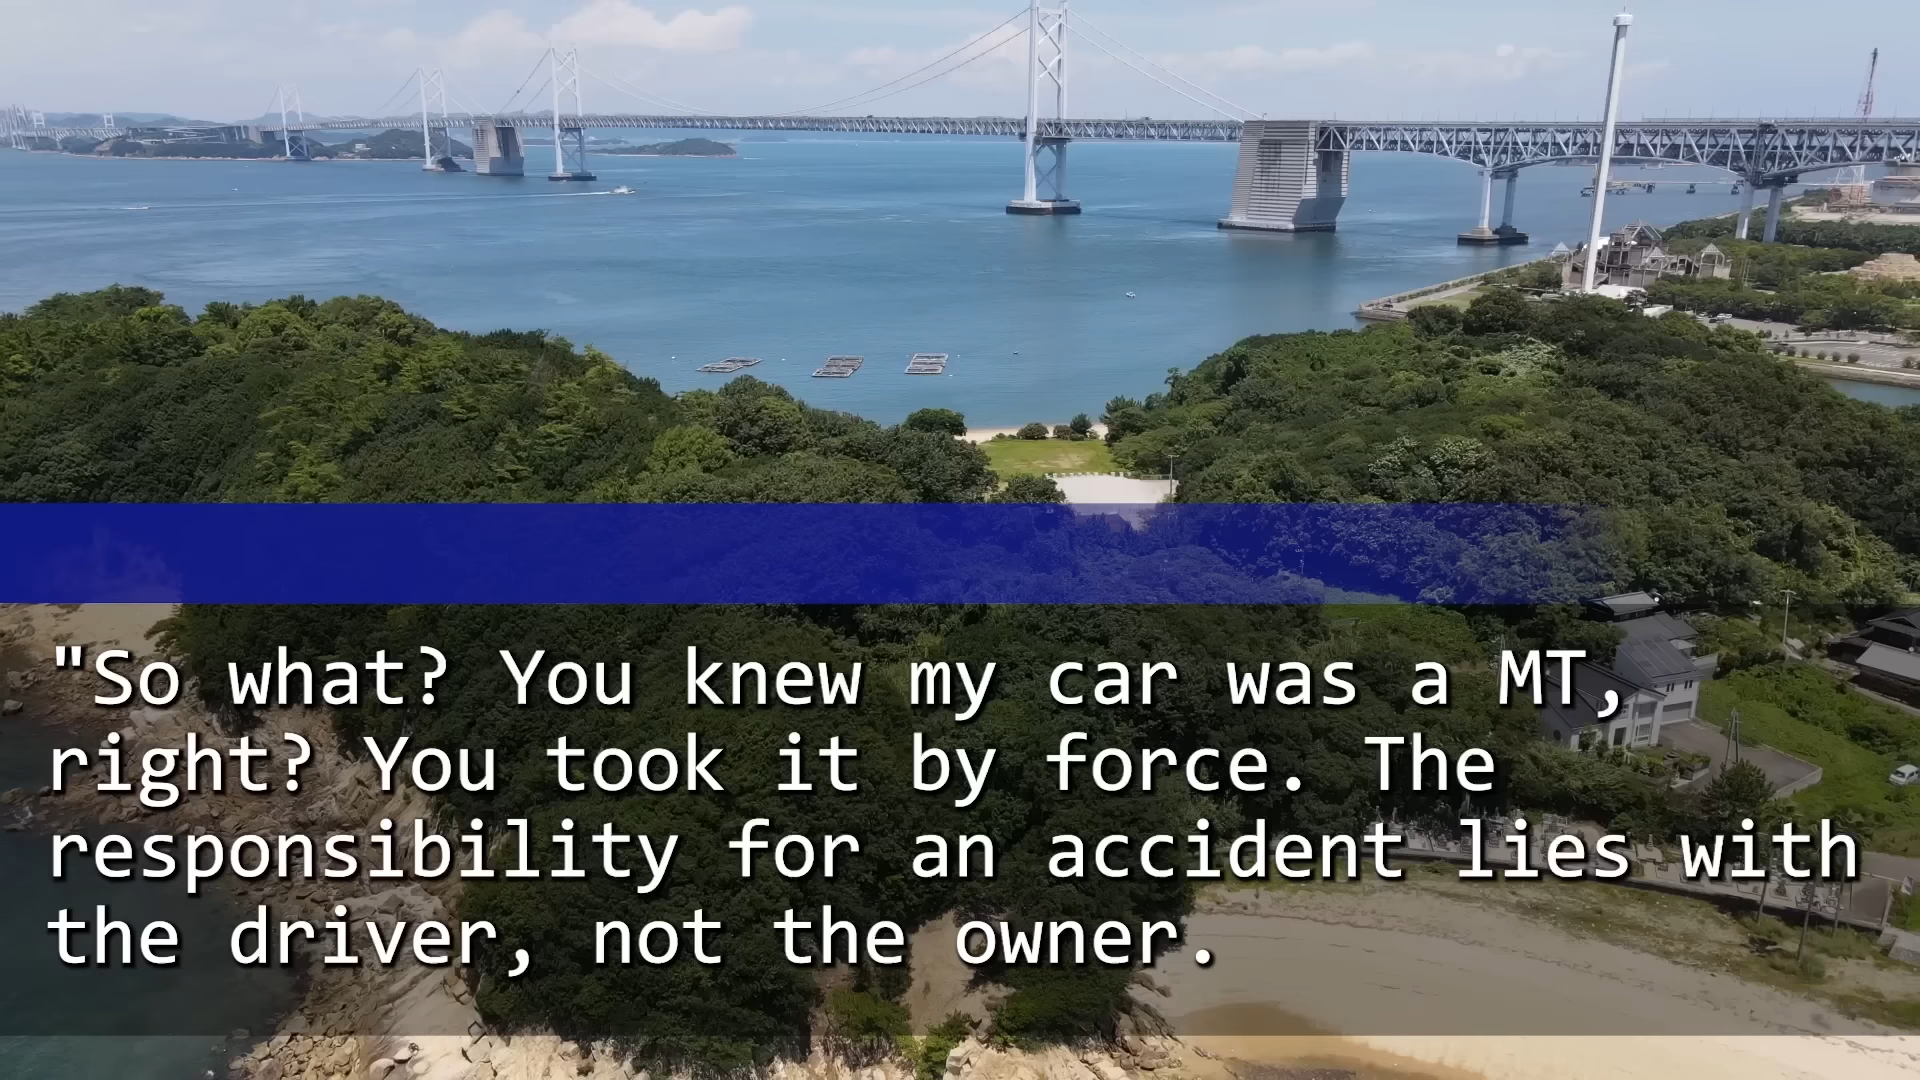 "So what? You knew my car was a MT,
right? You took it by force. The
responsibility for an accident lies with
the driver, not the owner.